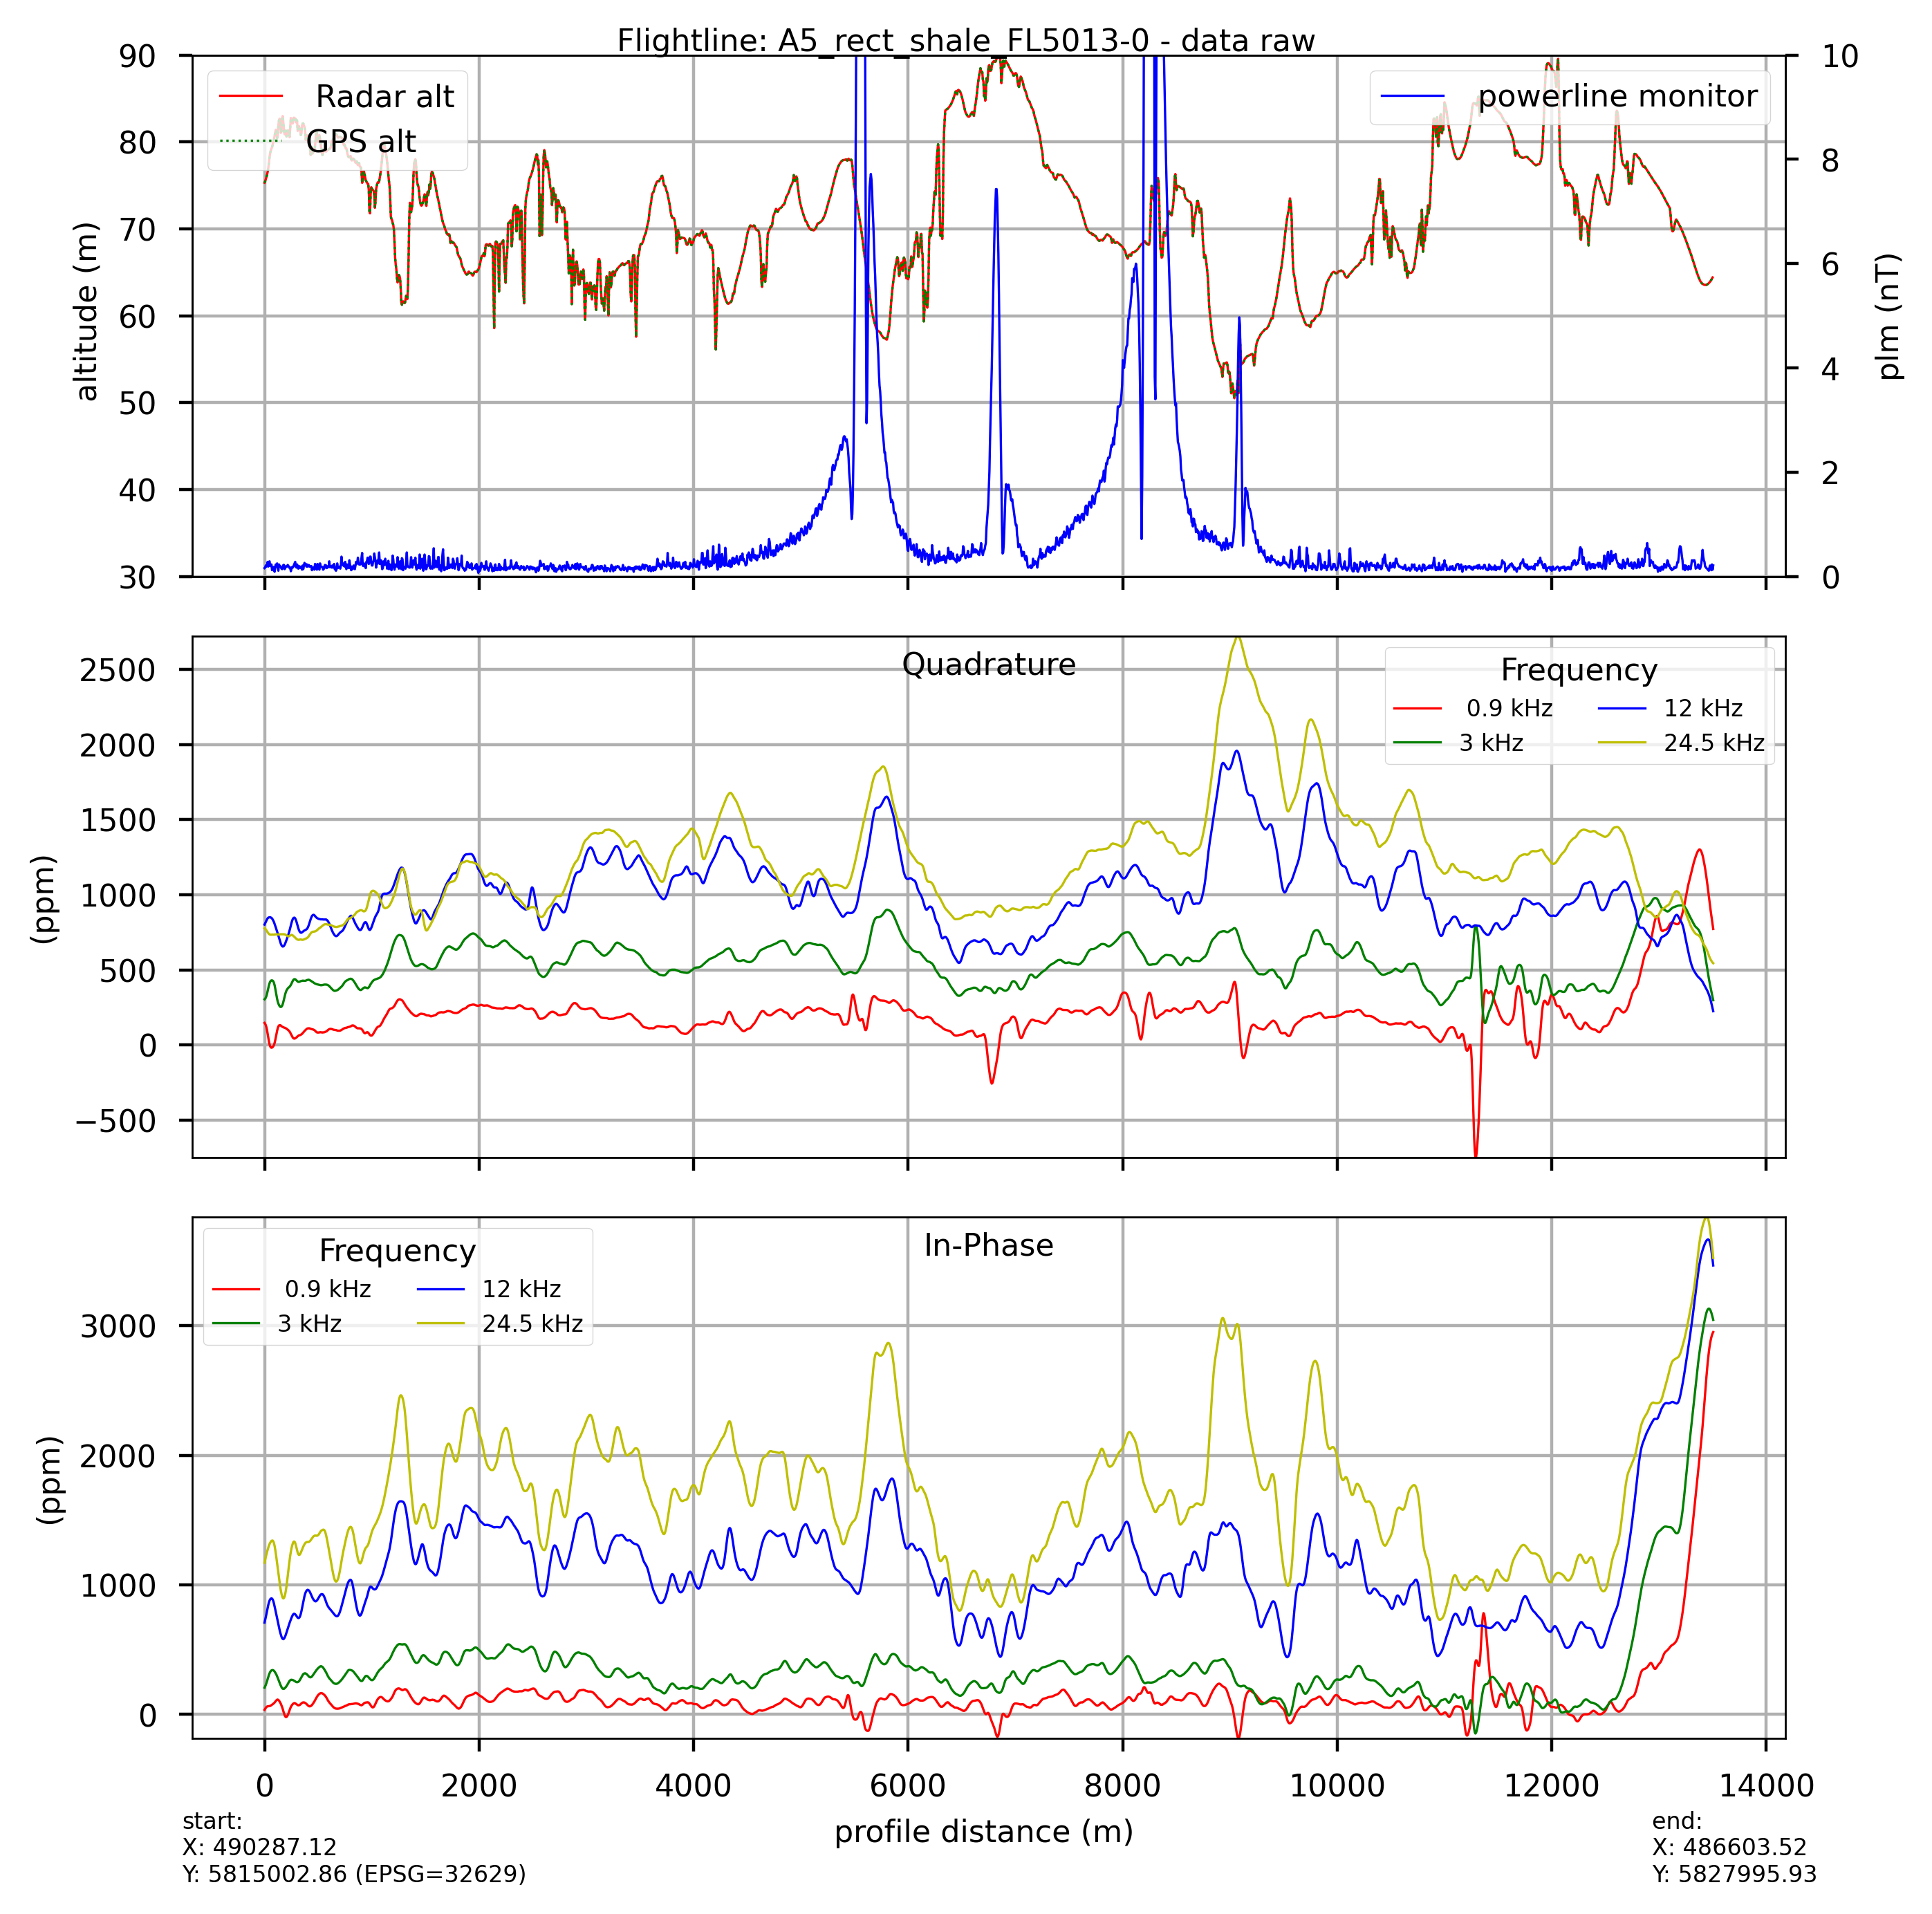 Flightline: A5_rect_shale_FL5013-0 - data raw
90
80
70
60
50
40
30
altitude (m)
Radar alt
GPS alt
powerline monitor
10
8
6
4
2
0
plm (nT)
Quadrature
2500
2000
1500
1000
500
0
−500
(ppm)
Frequency
0.9 kHz 12 kHz
3 kHz 24.5 kHz
In-Phase
3000
2000
1000
0
(ppm)
Frequency
0.9 kHz 12 kHz
3 kHz 24.5 kHz
0 2000 4000 6000 8000 10000 12000 14000
profile distance (m)
start:
X: 490287.12
Y: 5815002.86 (EPSG=32629)
end:
X: 486603.52
Y: 5827995.93